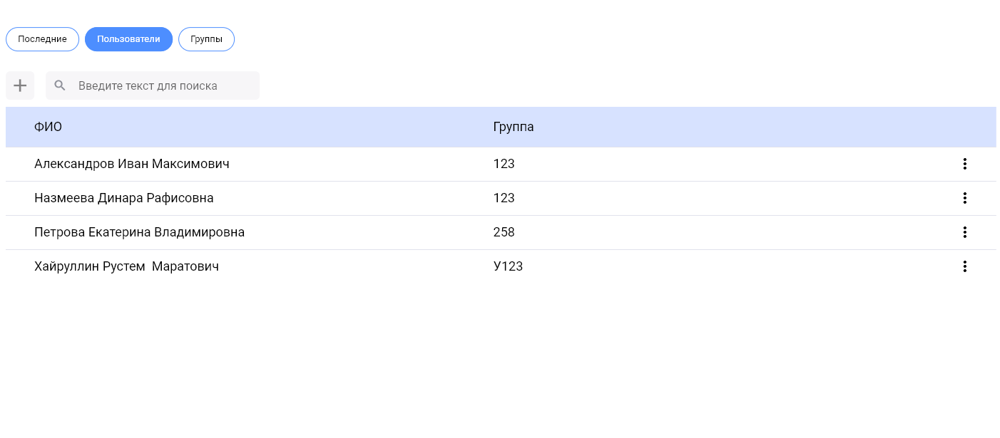 Последние Пользователи Группы
Введите текст для поиска
ФИО Группа
Александров Иван Максимович 123
Назмеева Динара Рафисовна 123
Петрова Екатерина Владимировна 258
Хайруллин Рустем  Маратович У123